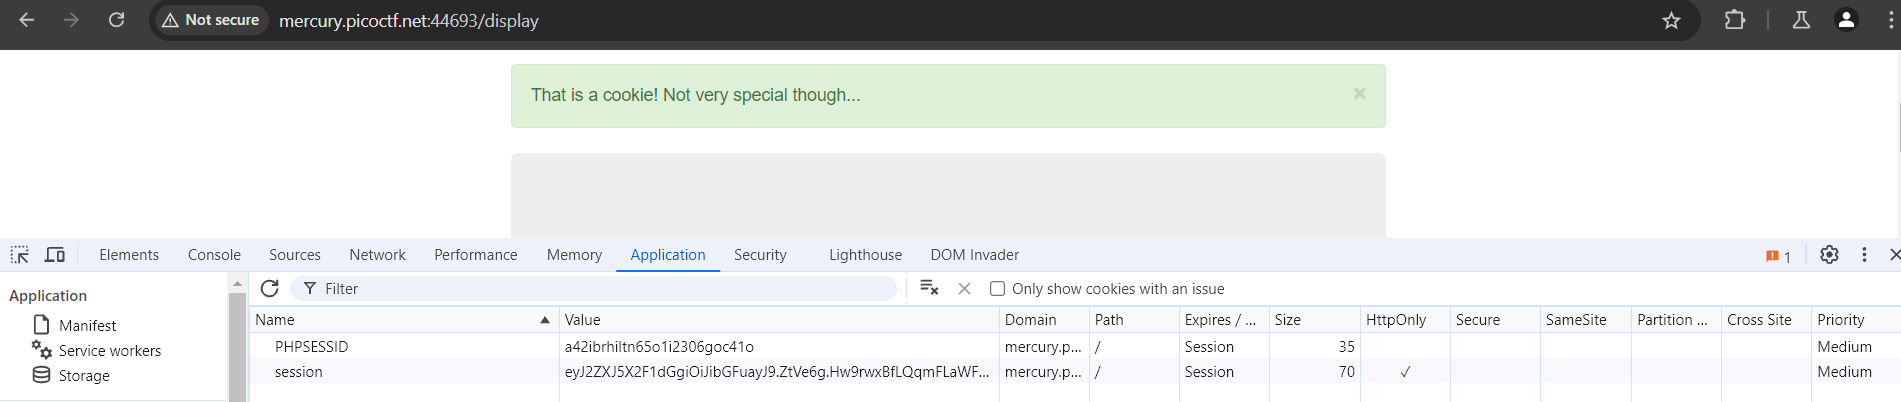 Not secure mercury.picoctf.net:44693/display
That is a cookie! Not very special though... ×
Elements Console Sources Network Performance Memory Application Security Lighthouse DOM Invader 1
Application
Manifest
Service workers
Storage
Filter Only show cookies with an issue
Name Value Domain Path Expires / ... Size HttpOnly Secure SameSite Partition ... Cross Site Priority
PHPSESSID a42ibrhiltn65o1i2306goc41o mercury.p... / Session 35 Medium
session eyJ2ZXJ5X2F1dGgiOiJibGFuayJ9.ZtVe6g.Hw9rwxBfLQqmFLaWF... mercury.p... / Session 70 ✓ Medium